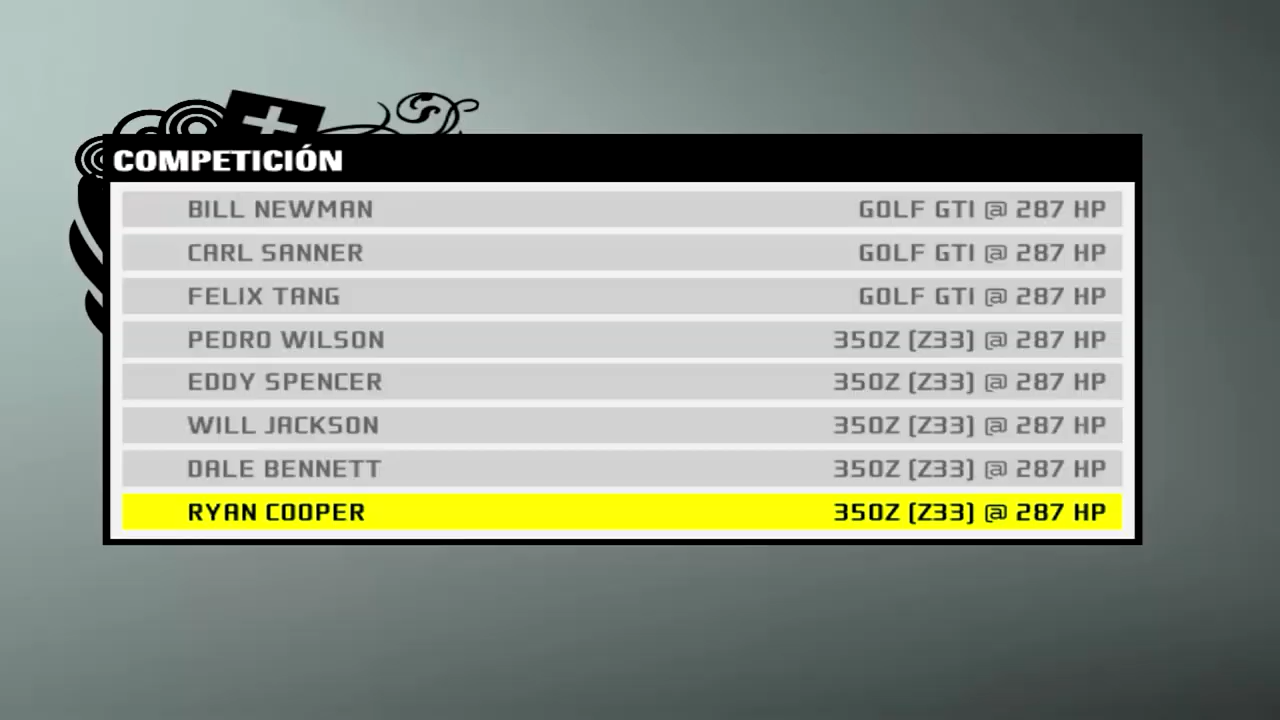 COMPETICIÓN
BILL NEWMAN GOLF GTI @ 287 HP
CARL SANNER GOLF GTI @ 287 HP
FELIX TANG GOLF GTI @ 287 HP
PEDRO WILSON 350Z [Z33] @ 287 HP
EDDY SPENCER 350Z [Z33] @ 287 HP
WILL JACKSON 350Z [Z33] @ 287 HP
DALE BENNETT 350Z [Z33] @ 287 HP
RYAN COOPER 350Z [Z33] @ 287 HP